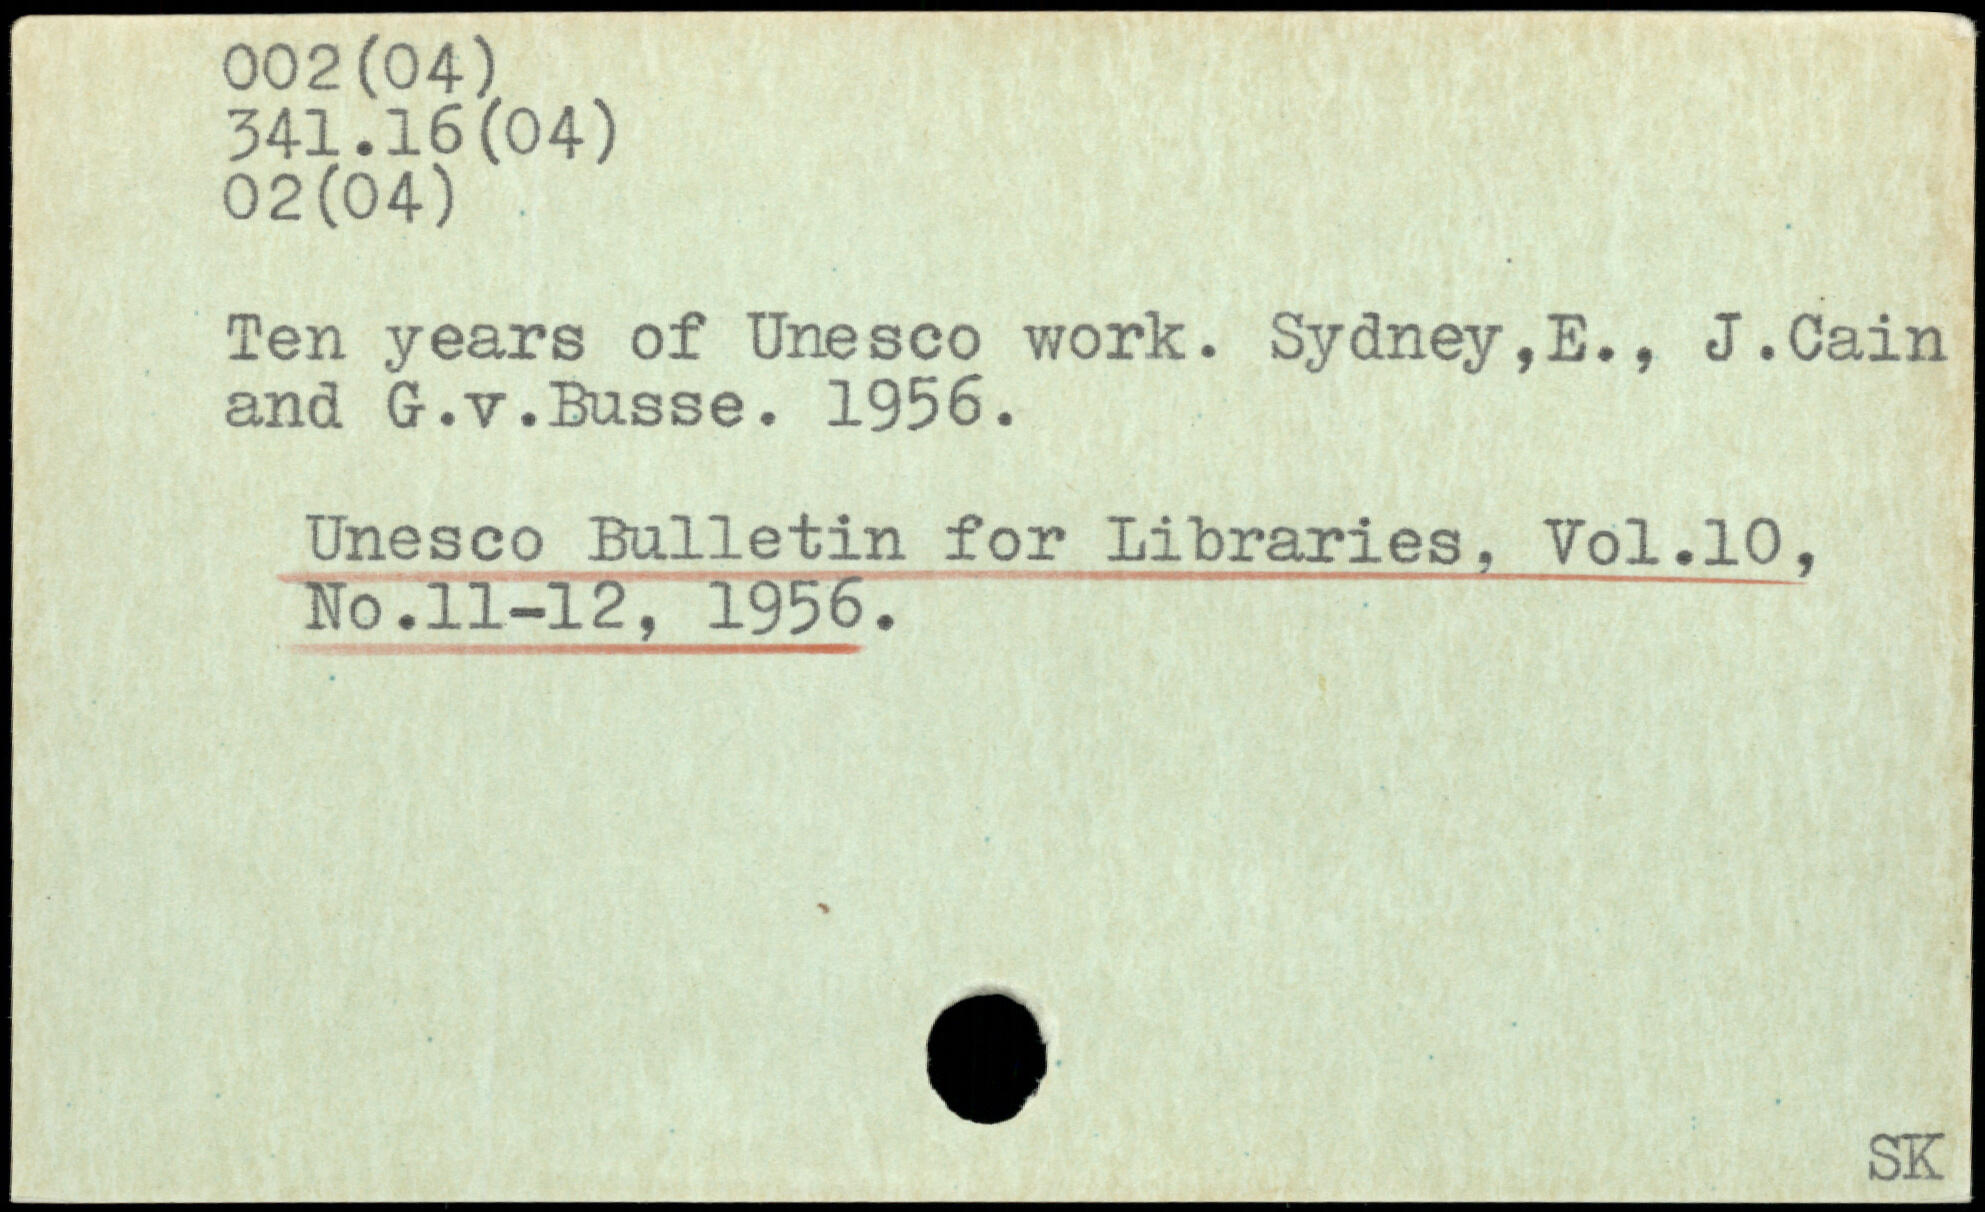 002(04)
341.16(04)
02(04)
Ten years of Unesco work. Sydney,E., J.Cain
and G.v.Busse. 1956.
Unesco Bulletin for Libraries, Vol.10,
No.11-12, 1956.
SK